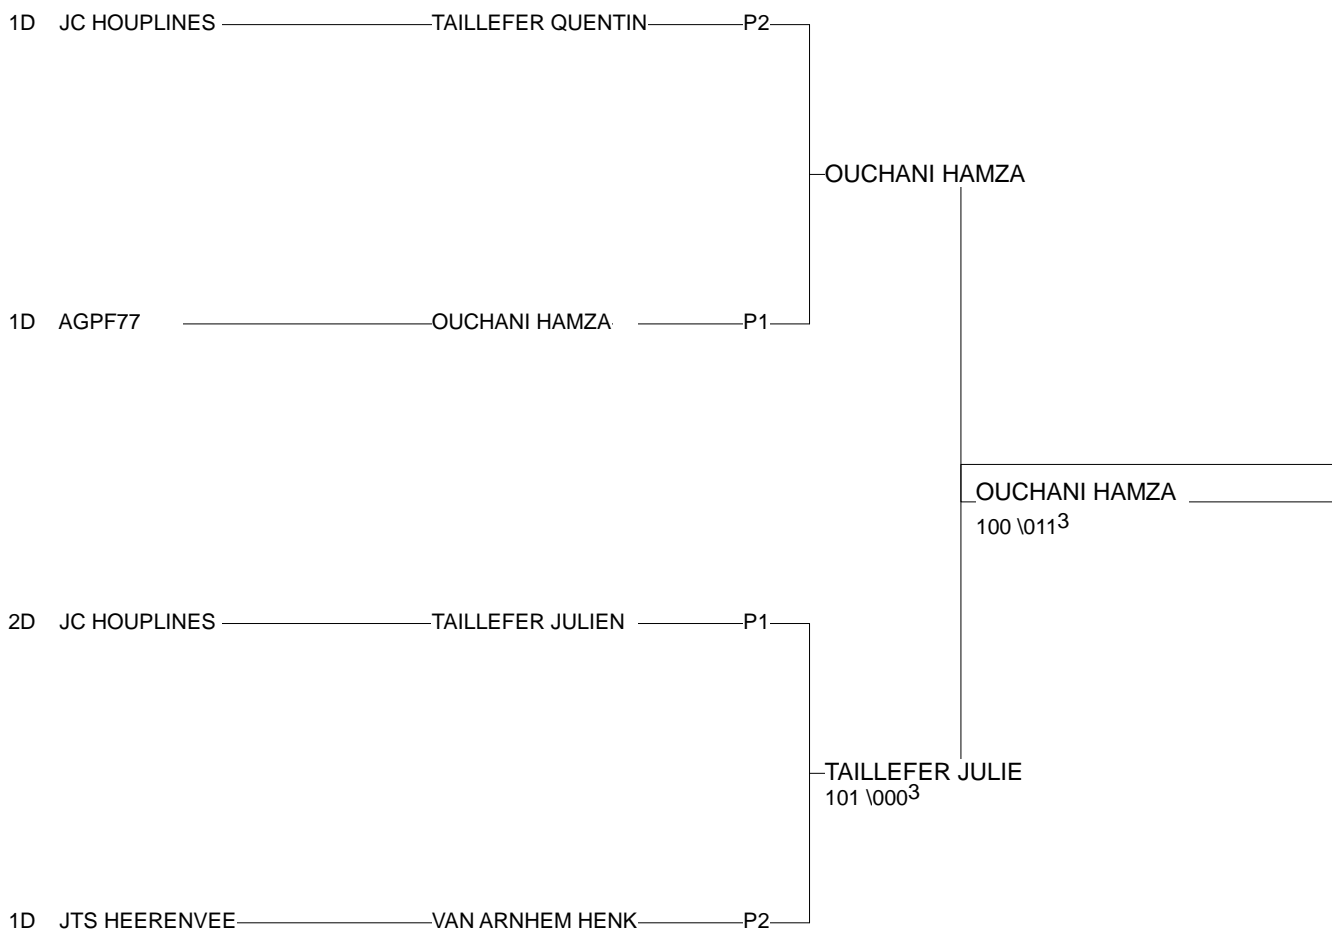 1D JC HOUPLINES TAILLEFER QUENTIN P2
OUCHANI HAMZA
1D AGPF77 OUCHANI HAMZA P1
OUCHANI HAMZA
100 \011³
2D JC HOUPLINES TAILLEFER JULIEN P1
TAILLEFER JULIE
101 \000³
1D JTS HEERENVEE VAN ARNHEM HENK P2